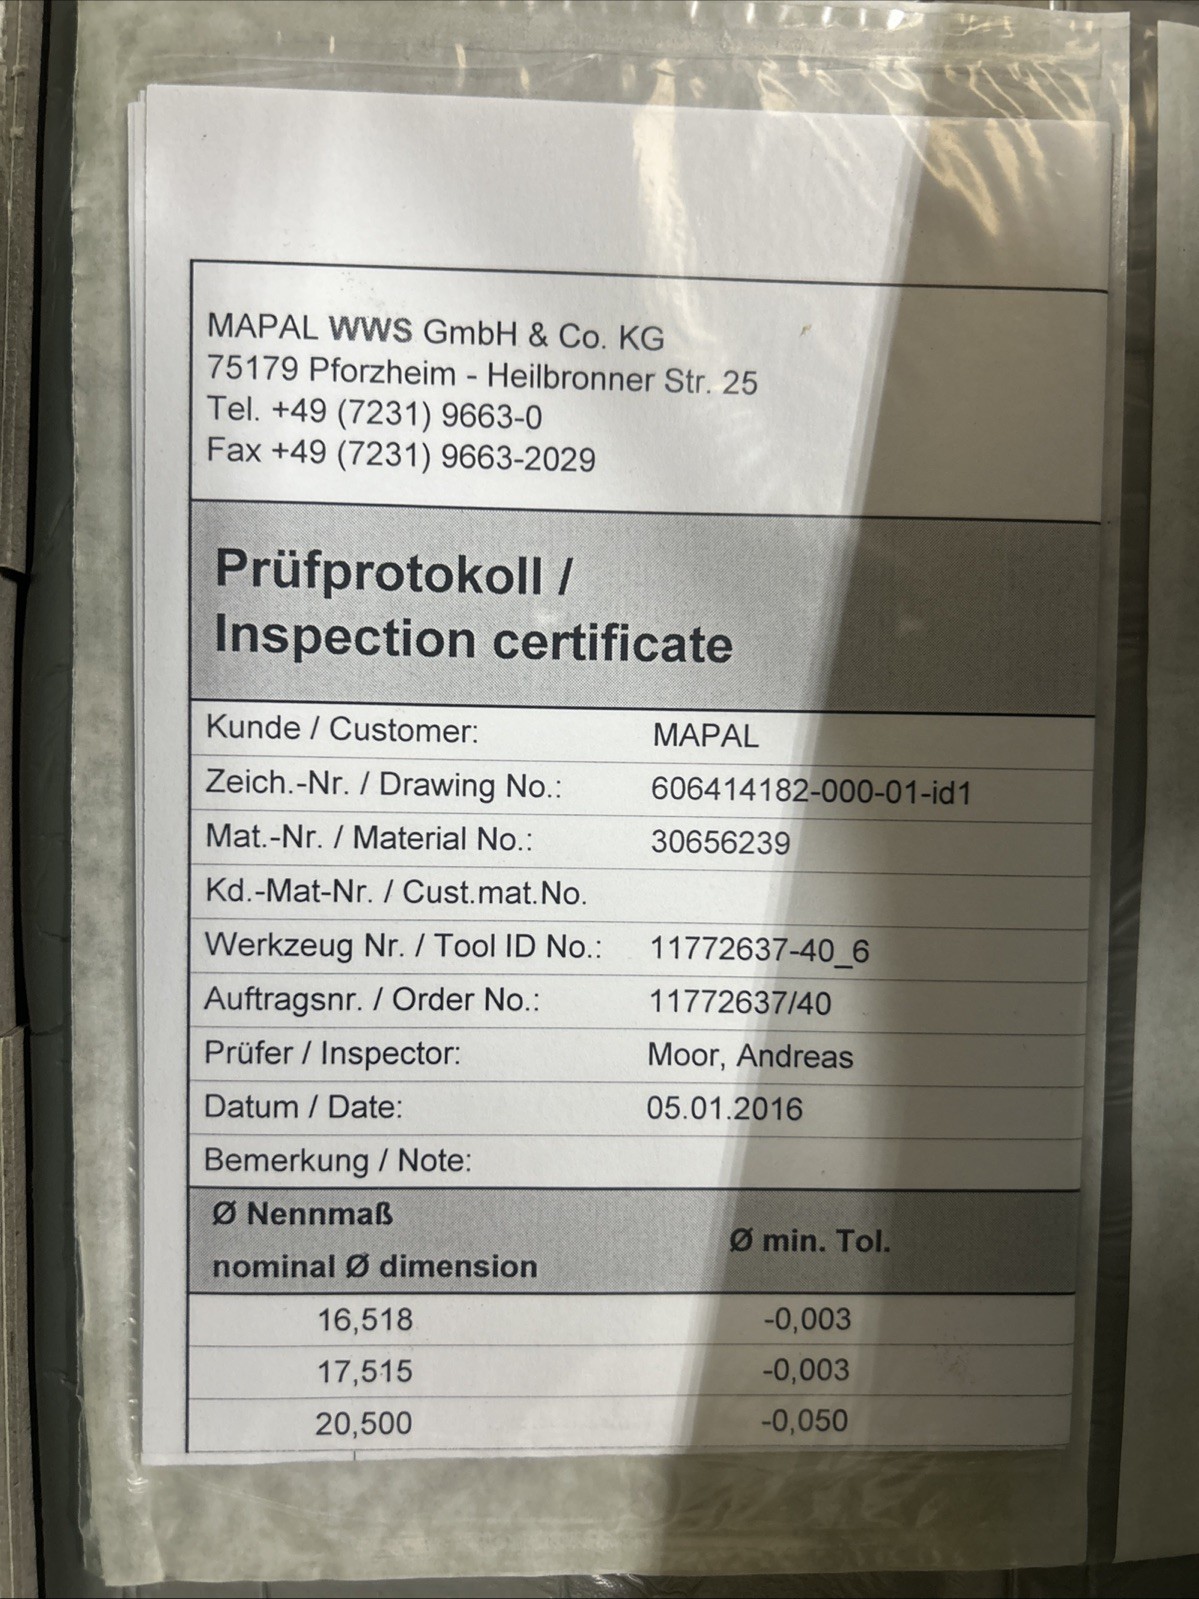 MAPAL WWS GmbH & Co. KG
75179 Pforzheim - Heilbronner Str. 25
Tel. +49 (7231) 9663-0
Fax +49 (7231) 9663-2029
Prüfprotokoll /
Inspection certificate
Kunde / Customer: MAPAL
Zeich.-Nr. / Drawing No.: 606414182-000-01-id1
Mat.-Nr. / Material No.: 30656239
Kd.-Mat-Nr. / Cust.mat.No.
Werkzeug Nr. / Tool ID No.: 11772637-40_6
Auftragsnr. / Order No.: 11772637/40
Prüfer / Inspector: Moor, Andreas
Datum / Date: 05.01.2016
Bemerkung / Note:
Ø Nennmaß
nominal Ø dimension Ø min. Tol.
16,518 -0,003
17,515 -0,003
20,500 -0,050